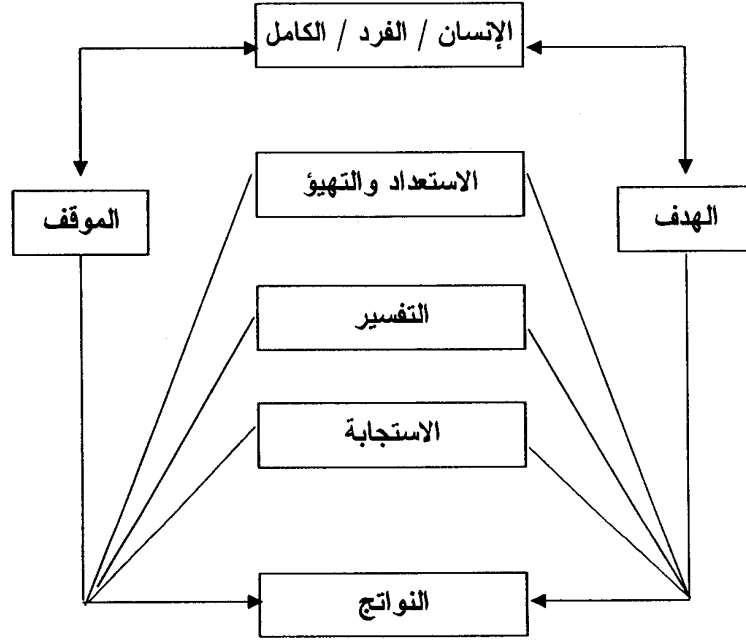 الإنسان / الفرد / الكامل
الاستعداد والتهيؤ
الهدف
الموقف
التفسير
الاستجابة
النواتج